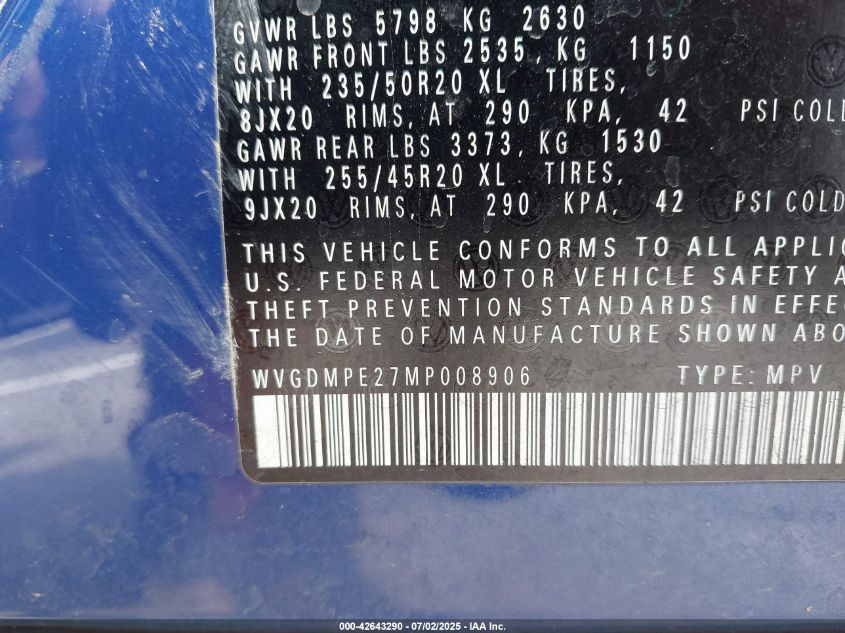 GVWR LBS 5798 KG 2630
GAWR FRONT LBS 2535, KG 1150
WITH 235/50R20 XL TIRES,
8JX20 RIMS, AT 290 KPA, 42 PSI COLD
GAWR REAR LBS 3373, KG 1530
WITH 255/45R20 XL TIRES,
9JX20 RIMS, AT 290 KPA, 42 PSI COLD
THIS VEHICLE CONFORMS TO ALL APPLIC
U.S. FEDERAL MOTOR VEHICLE SAFETY A
THEFT PREVENTION STANDARDS IN EFFEC
THE DATE OF MANUFACTURE SHOWN ABO
WVGDMPE27MP008906 TYPE: MPV
000-42643290 - 07/02/2025 - IAA Inc.